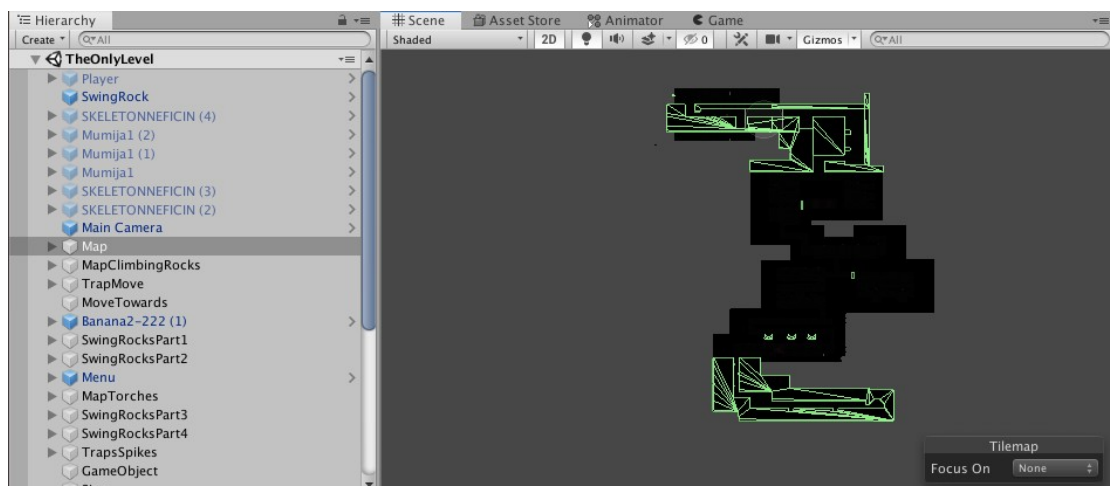 Hierarchy
Create
All
TheOnlyLevel
Player
SwingRock
SKELETONNEFICIN (4)
Mumija1 (2)
Mumija1 (1)
Mumija1
SKELETONNEFICIN (3)
SKELETONNEFICIN (2)
Main Camera
Map
MapClimbingRocks
TrapMove
MoveTowards
Banana2-222 (1)
SwingRocksPart1
SwingRocksPart2
Menu
MapTorches
SwingRocksPart3
SwingRocksPart4
TrapsSpikes
GameObject
Scene Asset Store Animator Game
Shaded 2D 0 Gizmos All
Tilemap
Focus On None